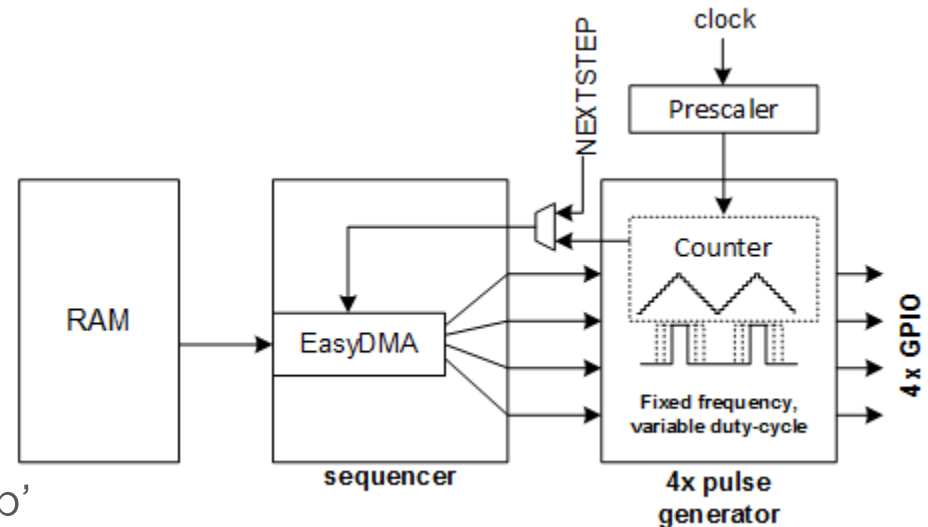 clock
NEXTSTEP
Prescaler
Counter
RAM
EasyDMA
4x GPIO
Fixed frequency,
variable duty-cycle
sequencer
4x pulse
generator